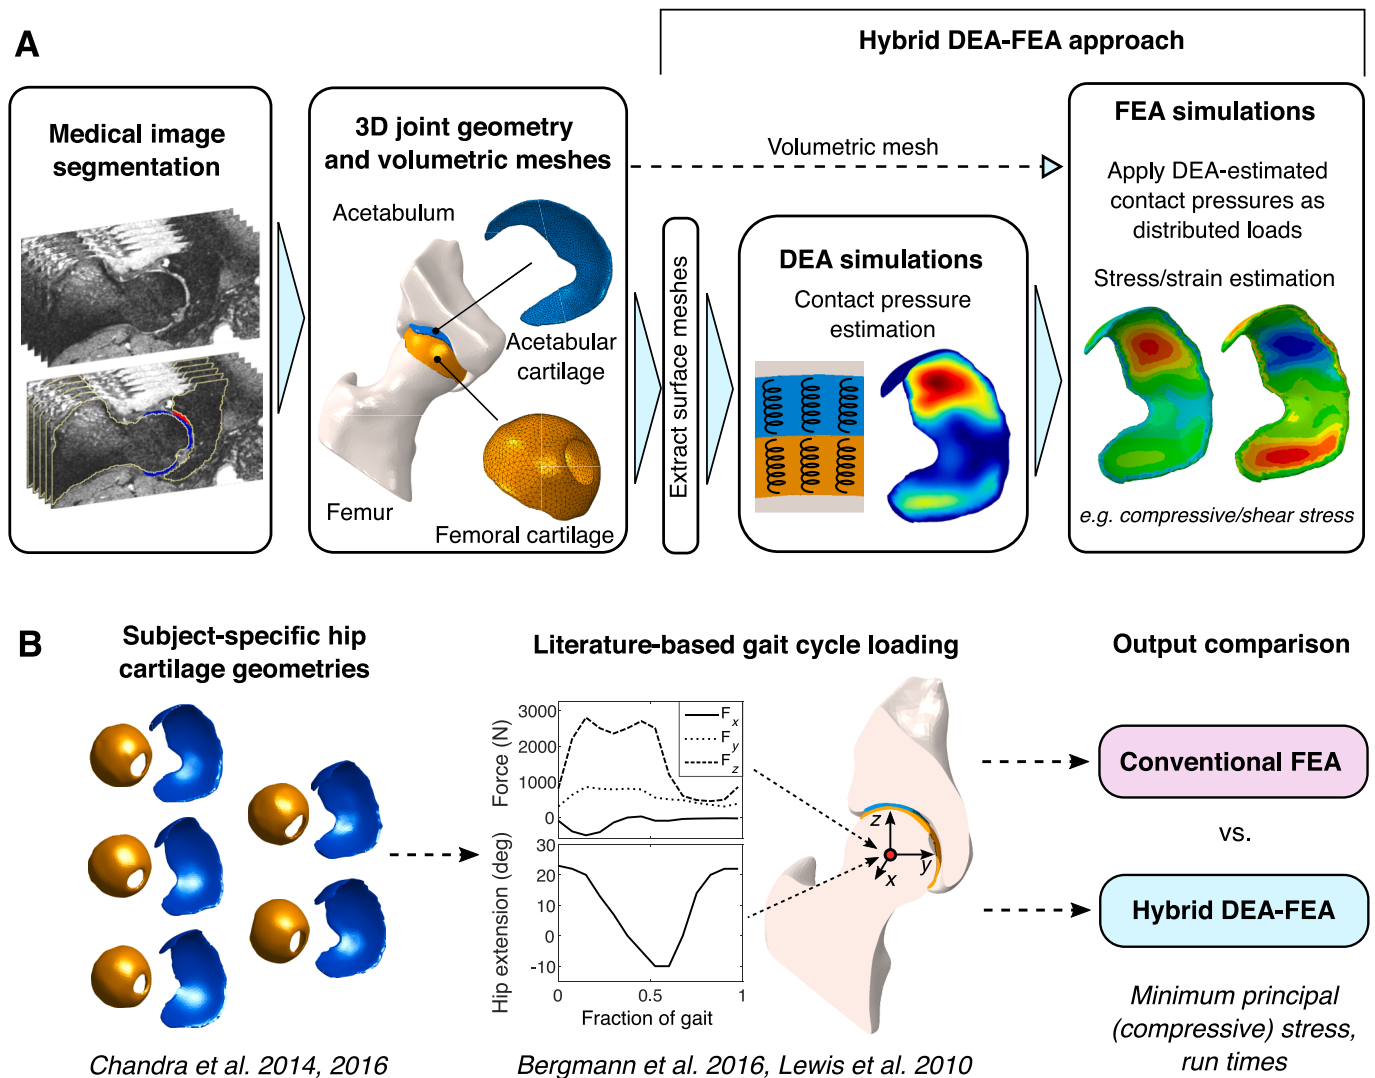 A
Hybrid DEA-FEA approach
Medical image
segmentation
3D joint geometry
and volumetric meshes
Acetabulum
Acetabular
cartilage
Femur
Femoral cartilage
Volumetric mesh
Extract surface meshes
DEA simulations
Contact pressure
estimation
FEA simulations
Apply DEA-estimated
contact pressures as
distributed loads
Stress/strain estimation
e.g. compressive/shear stress
B
Subject-specific hip
cartilage geometries
Chandra et al. 2014, 2016
Literature-based gait cycle loading
Force (N)
3000
2000
1000
0
Fx
Fy
Fz
Hip extension (deg)
30
20
10
0
-10
0
0.5
1
Fraction of gait
z
y
x
Bergmann et al. 2016, Lewis et al. 2010
Output comparison
Conventional FEA
vs.
Hybrid DEA-FEA
Minimum principal
(compressive) stress,
run times